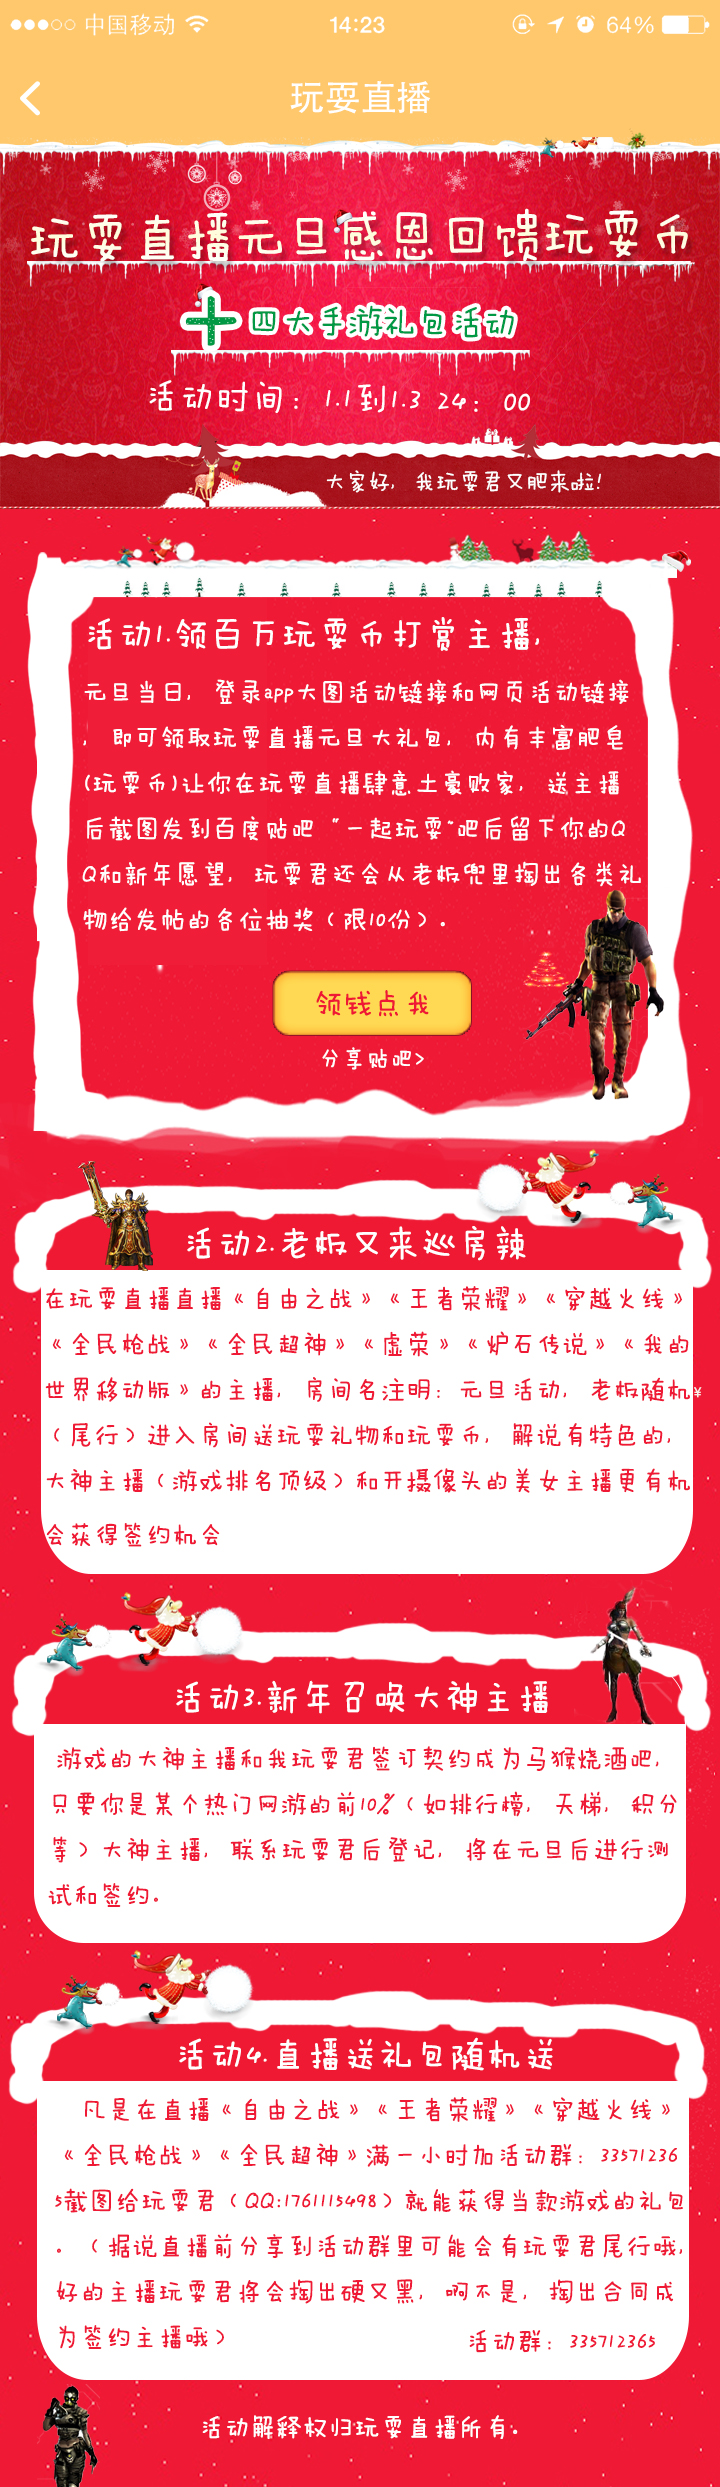 中国移动
14:23
64%
玩耍直播
玩耍直播元旦感恩回馈玩耍币
十四大手游礼包活动
活动时间：1.1到1.3 24：00
大家好，我玩耍君又肥来啦!
活动1.领百万玩耍币打赏主播,
元旦当日，登录app大图活动链接和网页活动链接
，即可领取玩耍直播元旦大礼包，内有丰富肥皂
(玩耍币)让你在玩耍直播肆意土豪败家，送主播
后截图发到百度贴吧“一起玩耍”吧后留下你的Q
Q和新年愿望，玩耍君还会从老板兜里掏出各类礼
物给发帖的各位抽奖（限10份）。
领钱点我
分享贴吧>
活动2.老板又来巡房辣
在玩耍直播直播《自由之战》《王者荣耀》《穿越火线》
《全民枪战》《全民超神》《虚荣》《炉石传说》《我的
世界移动版》的主播，房间名注明：元旦活动，老板随机¥
（尾行）进入房间送玩耍礼物和玩耍币，解说有特色的，
大神主播（游戏排名顶级）和开摄像头的美女主播更有机
会获得签约机会
活动3.新年召唤大神主播
游戏的大神主播和我玩耍君签订契约成为马猴烧酒吧，
只要你是某个热门网游的前10%（如排行榜，天梯，积分
等）大神主播，联系玩耍君后登记，将在元旦后进行测
试和签约。
活动4.直播送礼包随机送
凡是在直播《自由之战》《王者荣耀》《穿越火线》
《全民枪战》《全民超神》满一小时加活动群：33571236
5截图给玩耍君（QQ:1761115498）就能获得当款游戏的礼包
。（据说直播前分享到活动群里可能会有玩耍君尾行哦，
好的主播玩耍君将会掏出硬又黑，啊不是，掏出合同成
为签约主播哦）
活动群：335712365
活动解释权归玩耍直播所有。